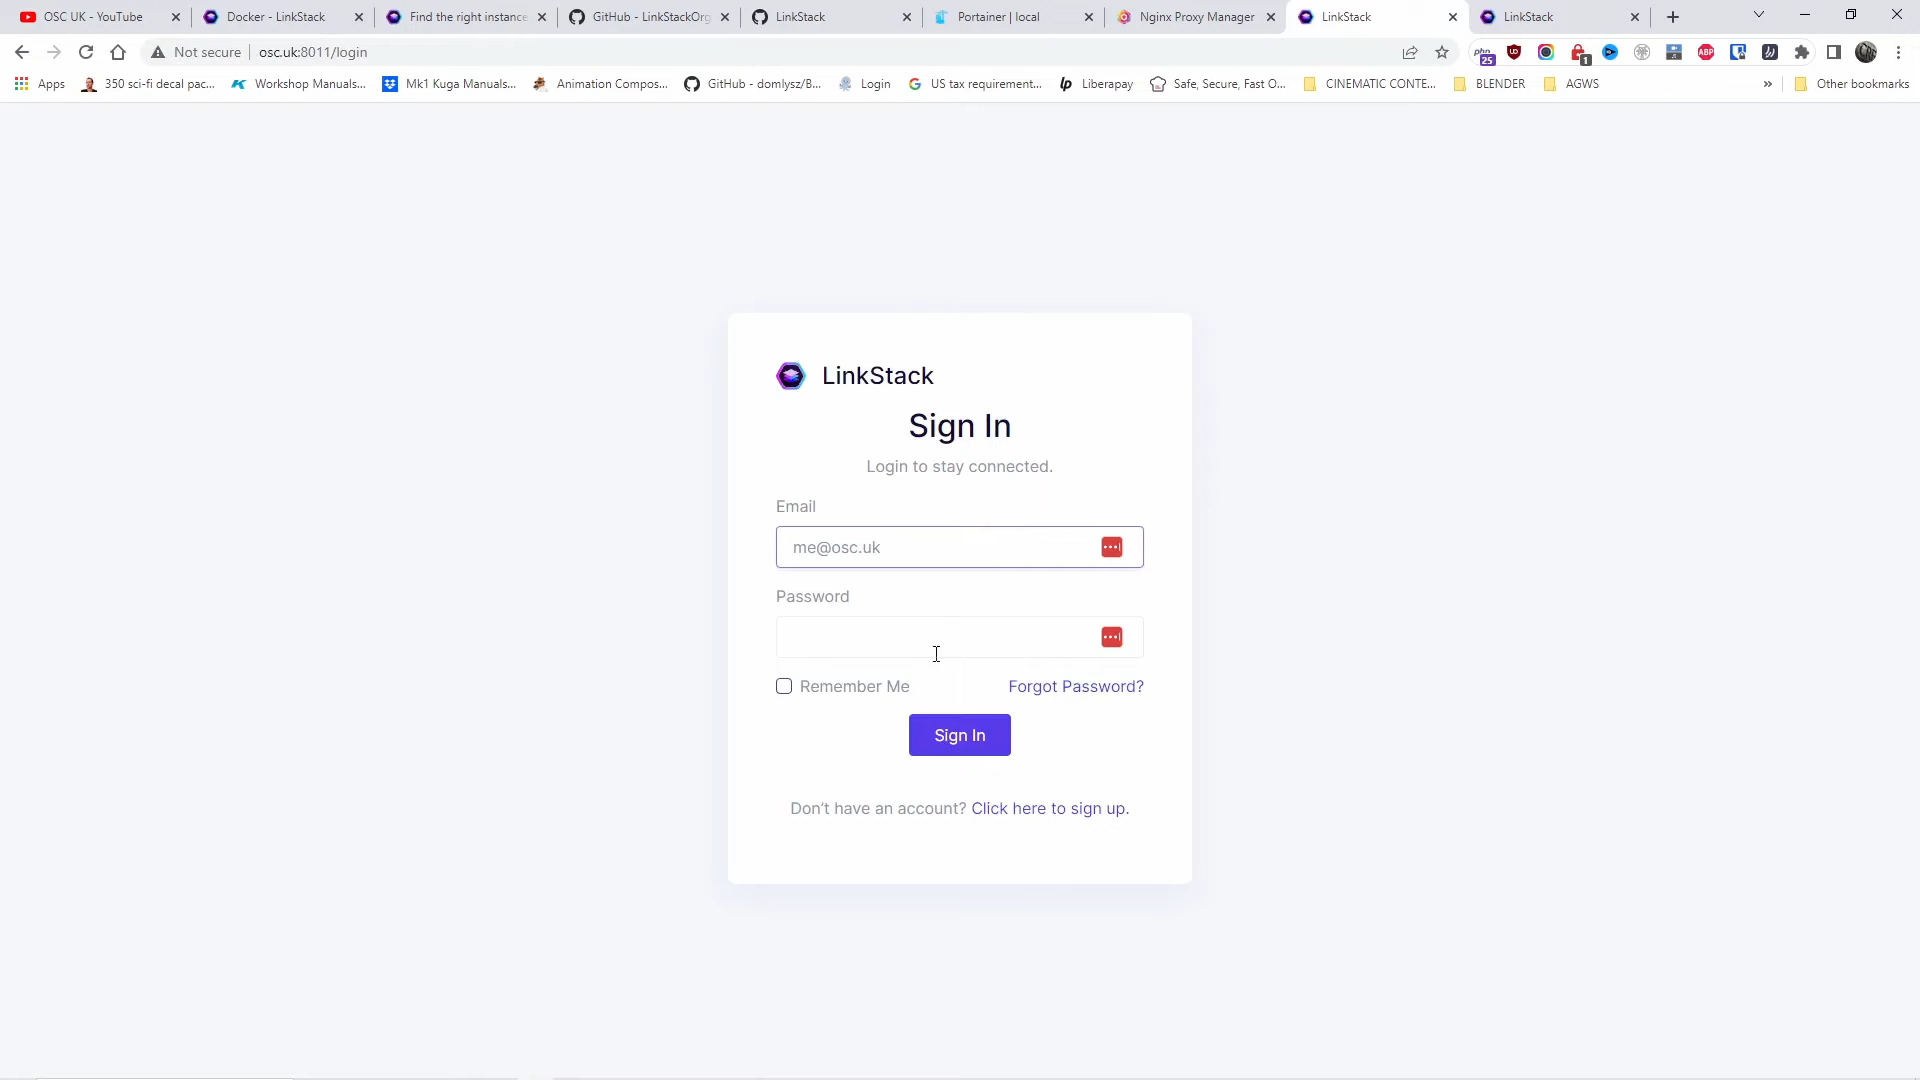 OSC UK - YouTube
Docker - LinkStack
Find the right instance
GitHub - LinkStackOrg
LinkStack
Portainer | local
Nginx Proxy Manager
LinkStack
LinkStack
Not secure
osc.uk:8011/login
php
25
1
ABP
Apps
350 sci-fi decal pac...
Workshop Manuals...
Mk1 Kuga Manuals...
Animation Compos...
GitHub - domlysz/B...
Login
US tax requirement...
Liberapay
Safe, Secure, Fast O...
CINEMATIC CONTE...
BLENDER
AGWS
»
Other bookmarks
LinkStack
Sign In
Login to stay connected.
Email
me@osc.uk
Password
Remember Me
Forgot Password?
Sign In
Don’t have an account? Click here to sign up.